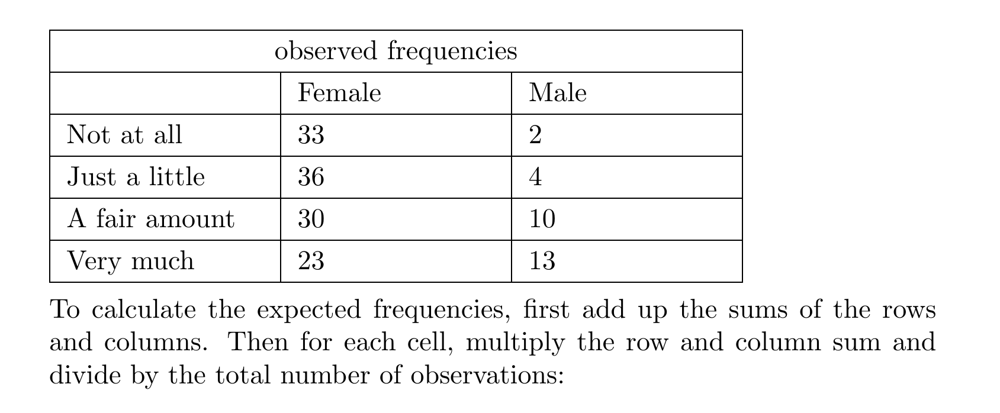 observed frequencies
Female Male
Not at all 33 2
Just a little 36 4
A fair amount 30 10
Very much 23 13
To calculate the expected frequencies, first add up the sums of the rows
and columns. Then for each cell, multiply the row and column sum and
divide by the total number of observations: